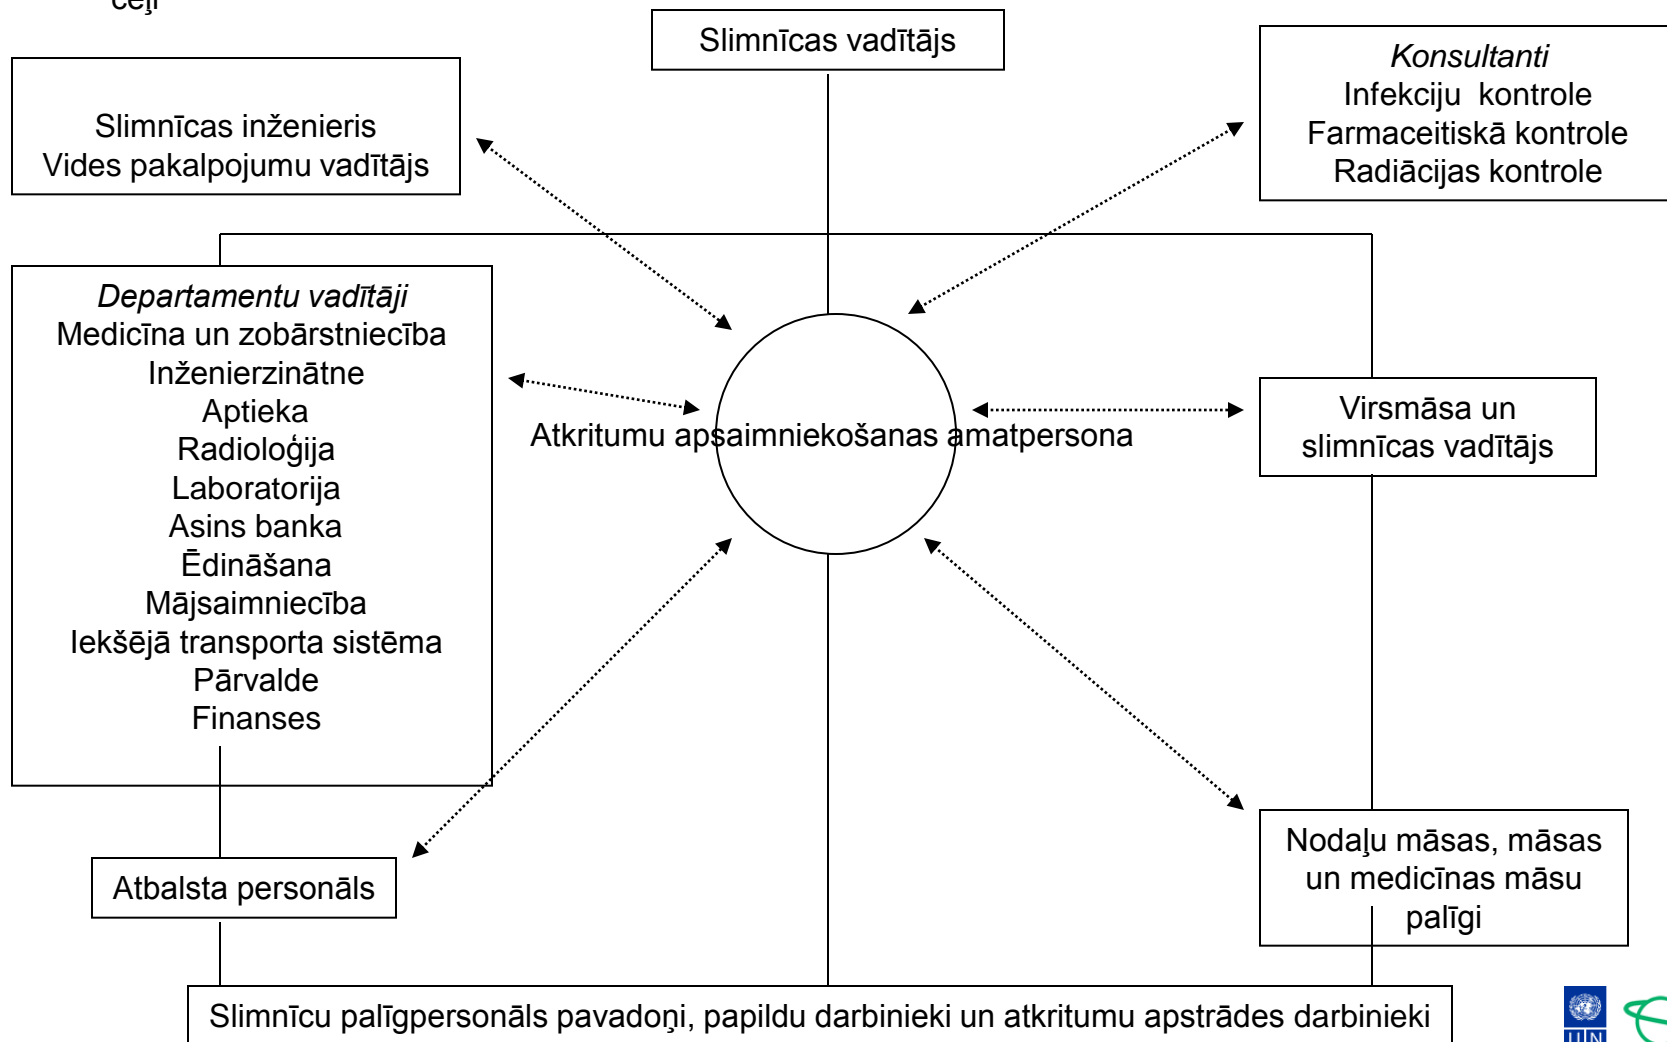 ceļi
Slimnīcas vadītājs
Slimnīcas inženieris
Vides pakalpojumu vadītājs
Konsultanti
Infekciju kontrole
Farmaceitiskā kontrole
Radiācijas kontrole
Departamentu vadītāji
Medicīna un zobārstniecība
Inženierzinātne
Aptieka
Radioloģija
Laboratorija
Asins banka
Ēdināšana
Mājsaimniecība
Iekšējā transporta sistēma
Pārvalde
Finanses
Atkritumu apsaimniekošanas amatpersona
Virsmāsa un
slimnīcas vadītājs
Atbalsta personāls
Nodaļu māsas, māsas
un medicīnas māsu
palīgi
Slimnīcu palīgpersonāls pavadoņi, papildu darbinieki un atkritumu apstrādes darbinieki
UN